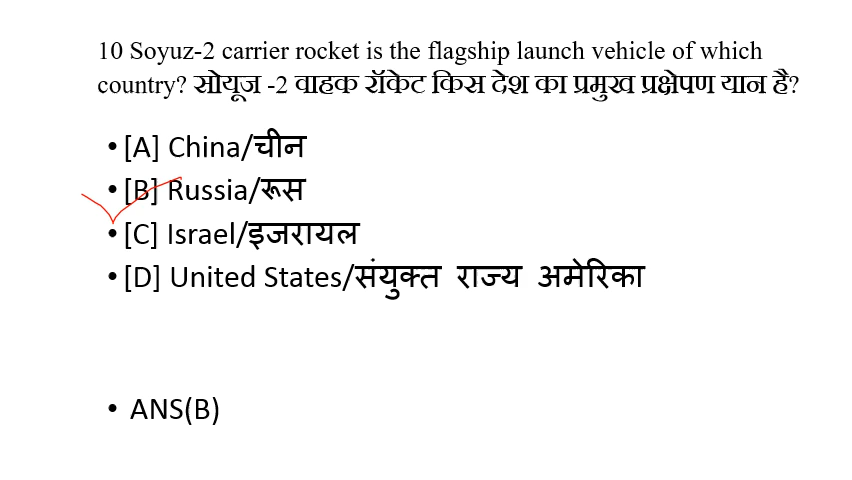 10 Soyuz-2 carrier rocket is the flagship launch vehicle of which
country? सोयूज -2 वाहक रॉकेट किस देश का प्रमुख प्रक्षेपण यान है?
• [A] China/चीन
• [B] Russia/रूस
• [C] Israel/इजरायल
• [D] United States/संयुक्त राज्य अमेरिका
• ANS(B)